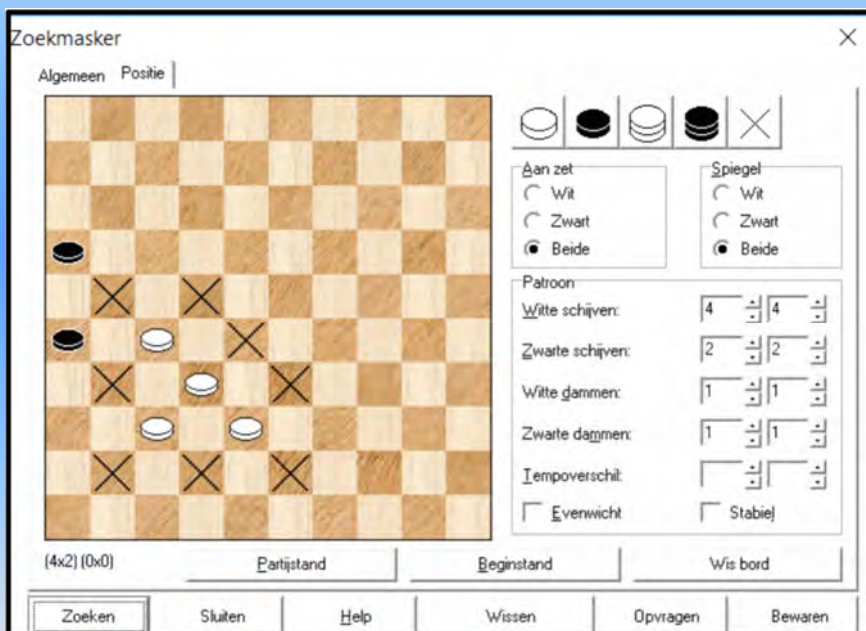 Zoekmasker
Algemeen Positie
Aan zet
Wit
Zwart
Beide
Spiegel
Wit
Zwart
Beide
Patroon
Witte schijven: 4 4
Zwarte schijven: 2 2
Witte dammen: 1 1
Zwarte dammen: 1 1
Tempoverschil:
Evenwicht Stabiel
(4x2) (0x0) Partijstand Beginstand Wis bord
Zoeken Sluiten Help Wissen Opvragen Bewaren